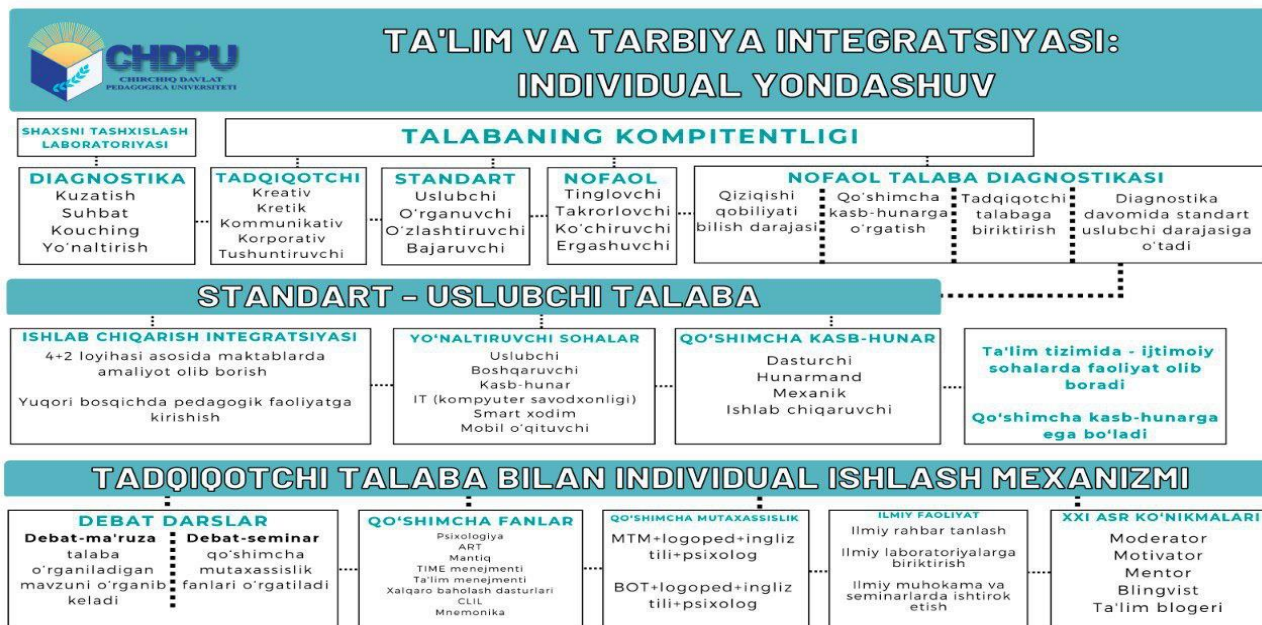 CHDPU
CHIRCHIQ DAVLAT
PEDAGOGIKA UNIVERSITETI
TA'LIM VA TARBIYA INTEGRATSIYASI:
INDIVIDUAL YONDASHUV
SHAXSNI TASHXISLASH
LABORATORIYASI
TALABANING KOMPITENTLIGI
DIAGNOSTIKA
Kuzatish
Suhbat
Kouching
Yo'naltirish
TADQIQOTCHI
Kreativ
Kretik
Kommunikativ
Korporativ
Tushuntiruvchi
STANDART
Uslubchi
O'rganuvchi
O'zlashtiruvchi
Bajaruvchi
NOFAOL
Tinglovchi
Takrorlovchi
Ko'chiruvchi
Ergashuvchi
NOFAOL TALABA DIAGNOSTIKASI
Qiziqishi
qobiliyati
bilish darajasi
Qo'shimcha
kasb-hunarga
o'rgatish
Tadqiqotchi
talabaga
biriktirish
Diagnostika
davomida standart
uslubchi darajasiga
o'tadi
STANDART - USLUBCHI TALABA
ISHLAB CHIQARISH INTEGRATSIYASI
4+2 loyihasi asosida maktablarda
amaliyot olib borish
Yuqori bosqichda pedagogik faoliyatga
kirishish
YO'NALTIRUVCHI SOHALAR
Uslubchi
Boshqaruvchi
Kasb-hunar
IT (kompyuter savodxonligi)
Smart xodim
Mobil o'qituvchi
QO'SHIMCHA KASB-HUNAR
Dasturchi
Hunarmand
Mexanik
Ishlab chiqaruvchi
Ta'lim tizimida - ijtimoiy
sohalarda faoliyat olib
boradi
Qo'shimcha kasb-hunarga
ega bo'ladi
TADQIQOTCHI TALABA BILAN INDIVIDUAL ISHLASH MEXANIZMI
DEBAT DARSLAR
Debat-ma'ruza
talaba
o'rganiladigan
mavzuni o'rganib
keladi
Debat-seminar
qo'shimcha
mutaxassislik
fanlari o'rgatiladi
QO'SHIMCHA FANLAR
Psixologiya
ART
Mantiq
TIME menejmenti
Ta'lim menejmenti
Xalqaro baholash dasturlari
CLIL
Mnemonika
QO'SHIMCHA MUTAXASSISLIK
MTM+logoped+ingliz
tili+psixolog
BOT+logoped+ingliz
tili+psixolog
ILMIY FAOLIYAT
Ilmiy rahbar tanlash
Ilmiy laboratoriyalarga
biriktirish
Ilmiy muhokama va
seminarlarda ishtirok
etish
XXI ASR KO'NIKMALARI
Moderator
Motivator
Mentor
Blingvist
Ta'lim blogeri